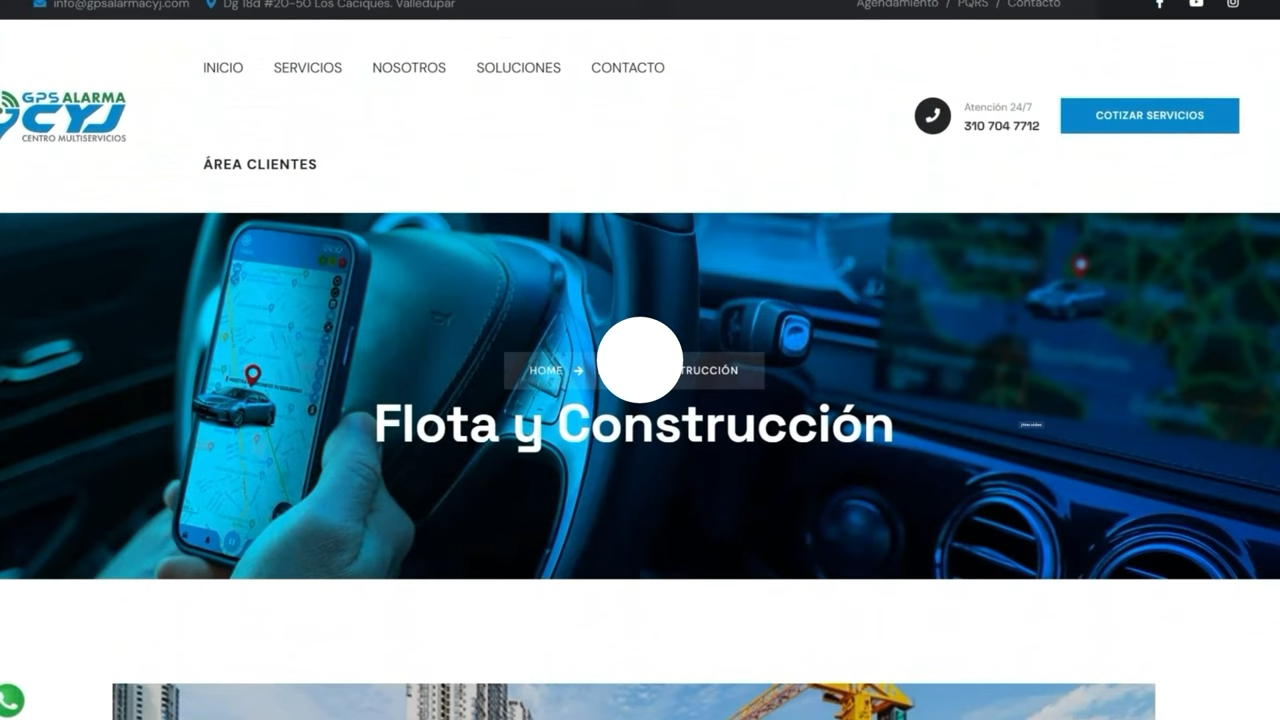 info@gpsalarmacyj.com Dg 18d #20-50 Los Caciques. Valledupar
Agendamiento / PQRS / Contacto
INICIO SERVICIOS NOSOTROS SOLUCIONES CONTACTO
GPS ALARMA
CYJ
CENTRO MULTISERVICIOS
Atención 24/7
310 704 7712
COTIZAR SERVICIOS
ÁREA CLIENTES
HOME → TRUCCIÓN
Flota y Construcción